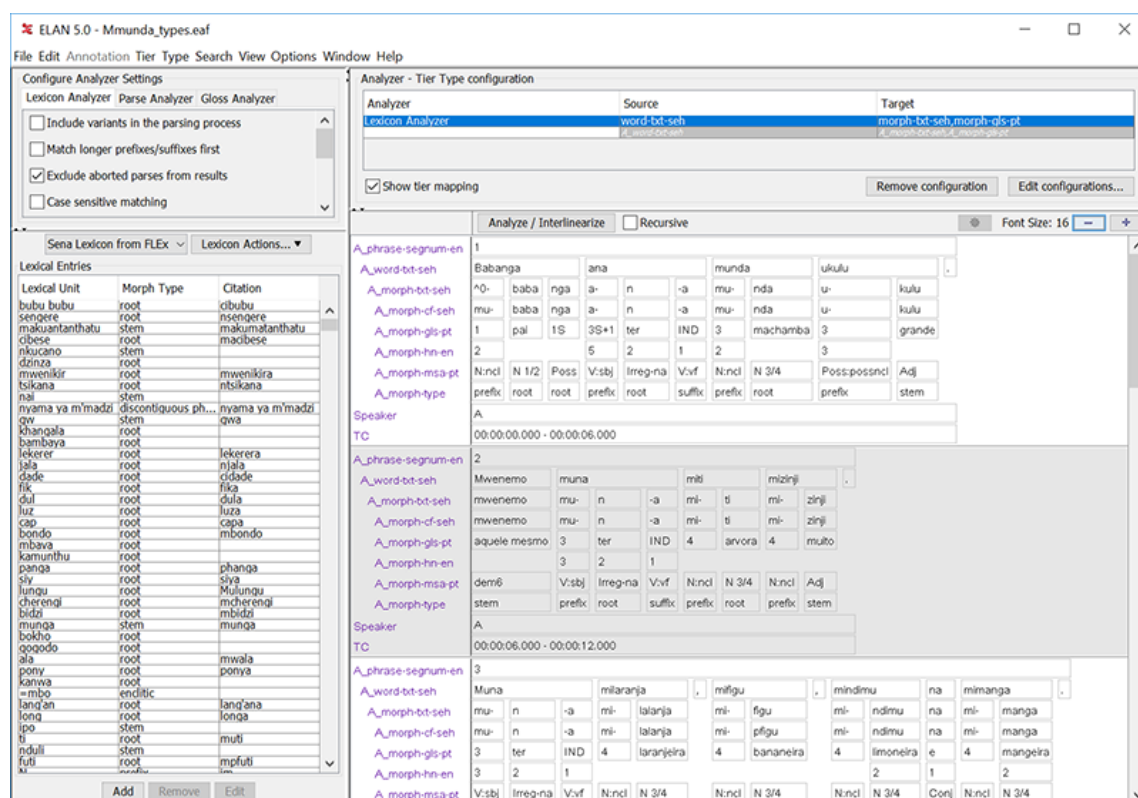 ELAN 5.0 - Mmunda_types.eaf
File Edit Annotation Tier Type Search View Options Window Help
Configure Analyzer Settings
Lexicon Analyzer Parse Analyzer Gloss Analyzer
Include variants in the parsing process
Match longer prefixes/suffixes first
Exclude aborted parses from results
Case sensitive matching
Analyzer - Tier Type configuration
Analyzer Source Target
Lexicon Analyzer word-txt-seh morph-txt-seh,morph-gls-pt
A_word-txt-seh A_morph-txt-seh,A_morph-gls-pt
Show tier mapping Remove configuration Edit configurations...
Sena Lexicon from FLEx Lexicon Actions... ▼
Lexical Entries
Lexical Unit Morph Type Citation
bubu bubu root cibubu
sengere root nsengere
makuantanthatu stem makumatanthatu
cibese root macibese
nkucano stem
dzinza root
mwenikir root mwenikira
tsikana root ntsikana
nai stem
nyama ya m'madzi discontiguous ph... nyama ya m'madzi
gw stem gwa
khangala root
bambaya root
lekerer root lekerera
jala root njala
dade root cidade
fik root fika
dul root dula
luz root luza
cap root capa
bondo root mbondo
mbava root
kamunthu root
panga root phanga
siy root siya
lungu root Mulungu
cherengi root mcherengi
bidzi root mbidzi
munga stem munga
bokho root
gogodo root
ala root mwala
pony root ponya
kanwa root
=mbo enclitic
lang'an root lang'ana
long root longa
ipo stem
ti root muti
nduli stem
futi root mpfuti
Add Remove Edit
Analyze / Interlinearize Recursive Font Size: 16 - +
A_phrase-segnum-en 1
A_word-txt-seh Babanga ana munda ukulu .
A_morph-txt-seh ^0- baba nga a- n -a mu- nda u- kulu
A_morph-cf-seh mu- baba nga a- n -a mu- nda u- kulu
A_morph-gls-pt 1 pai 1S 3S+1 ter IND 3 machamba 3 grande
A_morph-hn-en 2 5 2 1 2 3
A_morph-msa-pt N:ncl N 1/2 Poss V:sbj Irreg-na V:vf N:ncl N 3/4 Poss:possncl Adj
A_morph-type prefix root root prefix root suffix prefix root prefix stem
Speaker A
TC 00:00:00.000 - 00:00:06.000
A_phrase-segnum-en 2
A_word-txt-seh Mwenemo muna miti mizinji .
A_morph-txt-seh mwenemo mu- n -a mi- ti mi- zinji
A_morph-cf-seh mwenemo mu- n -a mi- ti mi- zinji
A_morph-gls-pt aquele mesmo 3 ter IND 4 arvora 4 muito
A_morph-hn-en 3 2 1
A_morph-msa-pt dem6 V:sbj Irreg-na V:vf N:ncl N 3/4 N:ncl Adj
A_morph-type stem prefix root suffix prefix root prefix stem
Speaker A
TC 00:00:06.000 - 00:00:12.000
A_phrase-segnum-en 3
A_word-txt-seh Muna milaranja , mifigu , mindimu na mimanga .
A_morph-txt-seh mu- n -a mi- lalanja mi- figu mi- ndimu na mi- manga
A_morph-cf-seh mu- n -a mi- lalanja mi- pfigu mi- ndimu na mi- manga
A_morph-gls-pt 3 ter IND 4 laranjeira 4 bananeira 4 limoneira e 4 mangeira
A_morph-hn-en 3 2 1 2 1 2
A_morph-msa-pt V:sbj Irreg-na V:vf N:ncl N 3/4 N:ncl N 3/4 N:ncl N 3/4 Conj N:ncl N 3/4